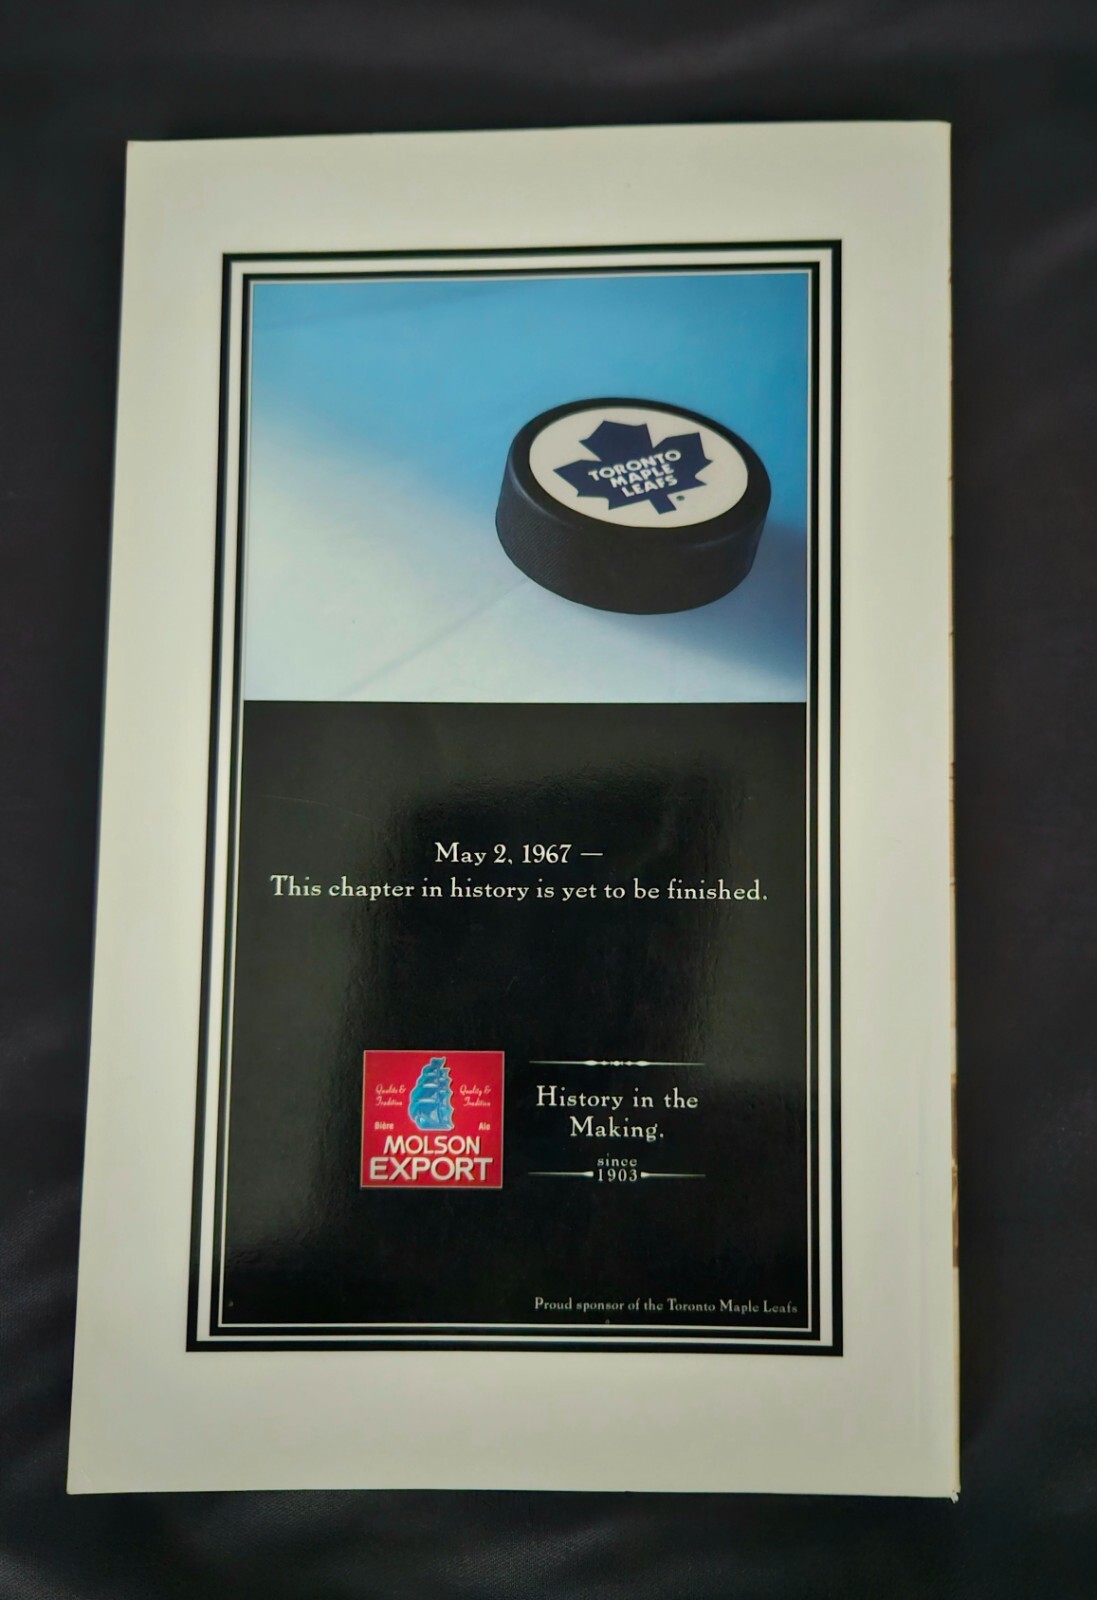 TORONTO
MAPLE
LEAFS
May 2, 1967 —
This chapter in history is yet to be finished.
Qualité &
Tradition
Quality &
Tradition
Bière
Ale
MOLSON
EXPORT
History in the
Making.
since
1903
Proud sponsor of the Toronto Maple Leafs